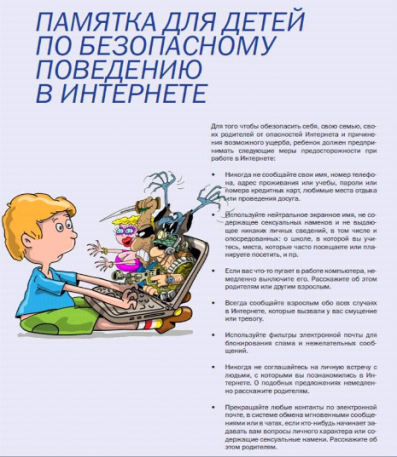 ПАМЯТКА ДЛЯ ДЕТЕЙ
ПО БЕЗОПАСНОМУ
ПОВЕДЕНИЮ
В ИНТЕРНЕТЕ
Для того чтобы обезопасить себя, свою семью, сво-
их родителей от опасностей Интернета и причине-
ния возможного ущерба, ребенок должен предпри-
нимать следующие меры предосторожности при
работе в Интернете:
• Никогда не сообщайте свои имя, номер телефо-
на, адрес проживания или учебы, пароли или
номера кредитных карт, любимые места отдыха
или проведения досуга.
• Используйте нейтральное экранное имя, не со-
держащее сексуальных намеков и не выдаю-
щее никаких личных сведений, в том числе и
опосредованных: о школе, в которой вы учи-
тесь, места, которые часто посещаете или пла-
нируете посетить, и пр.
• Если вас что-то пугает в работе компьютера, не-
медленно выключите его. Расскажите об этом
родителям или другим взрослым.
• Всегда сообщайте взрослым обо всех случаях
в Интернете, которые вызвали у вас смущение
или тревогу.
• Используйте фильтры электронной почты для
блокирования спама и нежелательных сооб-
щений.
• Никогда не соглашайтесь на личную встречу с
людьми, с которыми вы познакомились в Ин-
тернете. О подобных предложениях немедлен-
но расскажите родителям.
• Прекращайте любые контакты по электронной
почте, в системе обмена мгновенными сообще-
ниями или в чатах, если кто-нибудь начинает за-
давать вам вопросы личного характера или со-
держащие сексуальные намеки. Расскажите об
этом родителям.